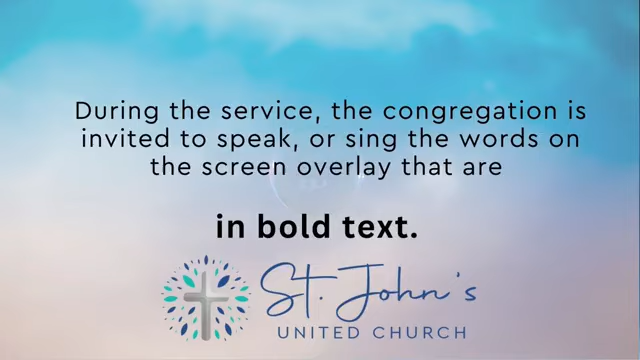 During the service, the congregation is
invited to speak, or sing the words on
the screen overlay that are
in bold text.
St. John's
UNITED CHURCH